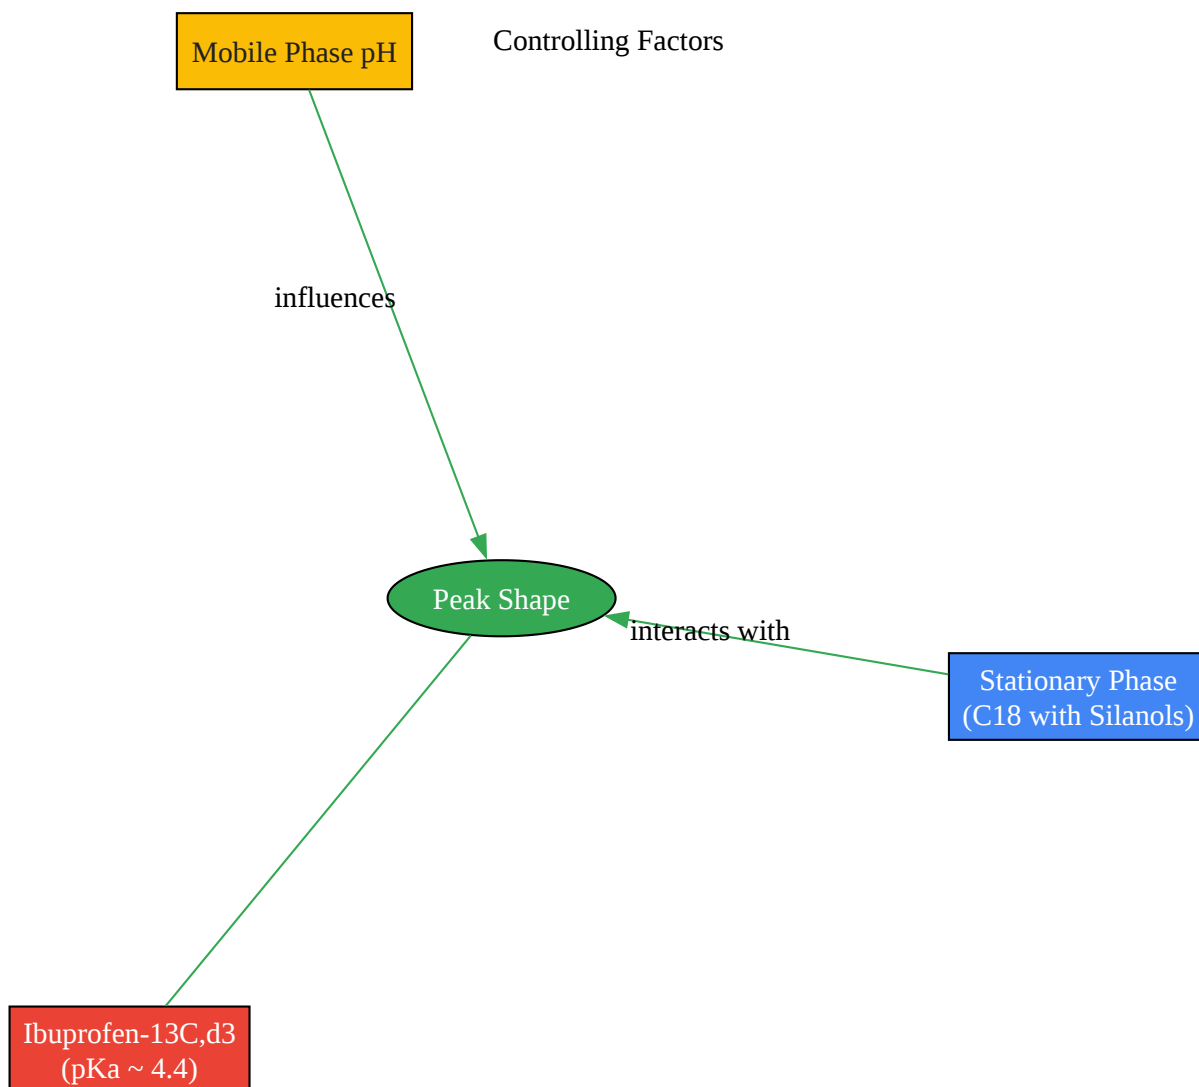 Mobile Phase pH
Controlling Factors
influences
Peak Shape
interacts with
Stationary Phase
(C18 with Silanols)
Ibuprofen-13C,d3
(pKa ~ 4.4)